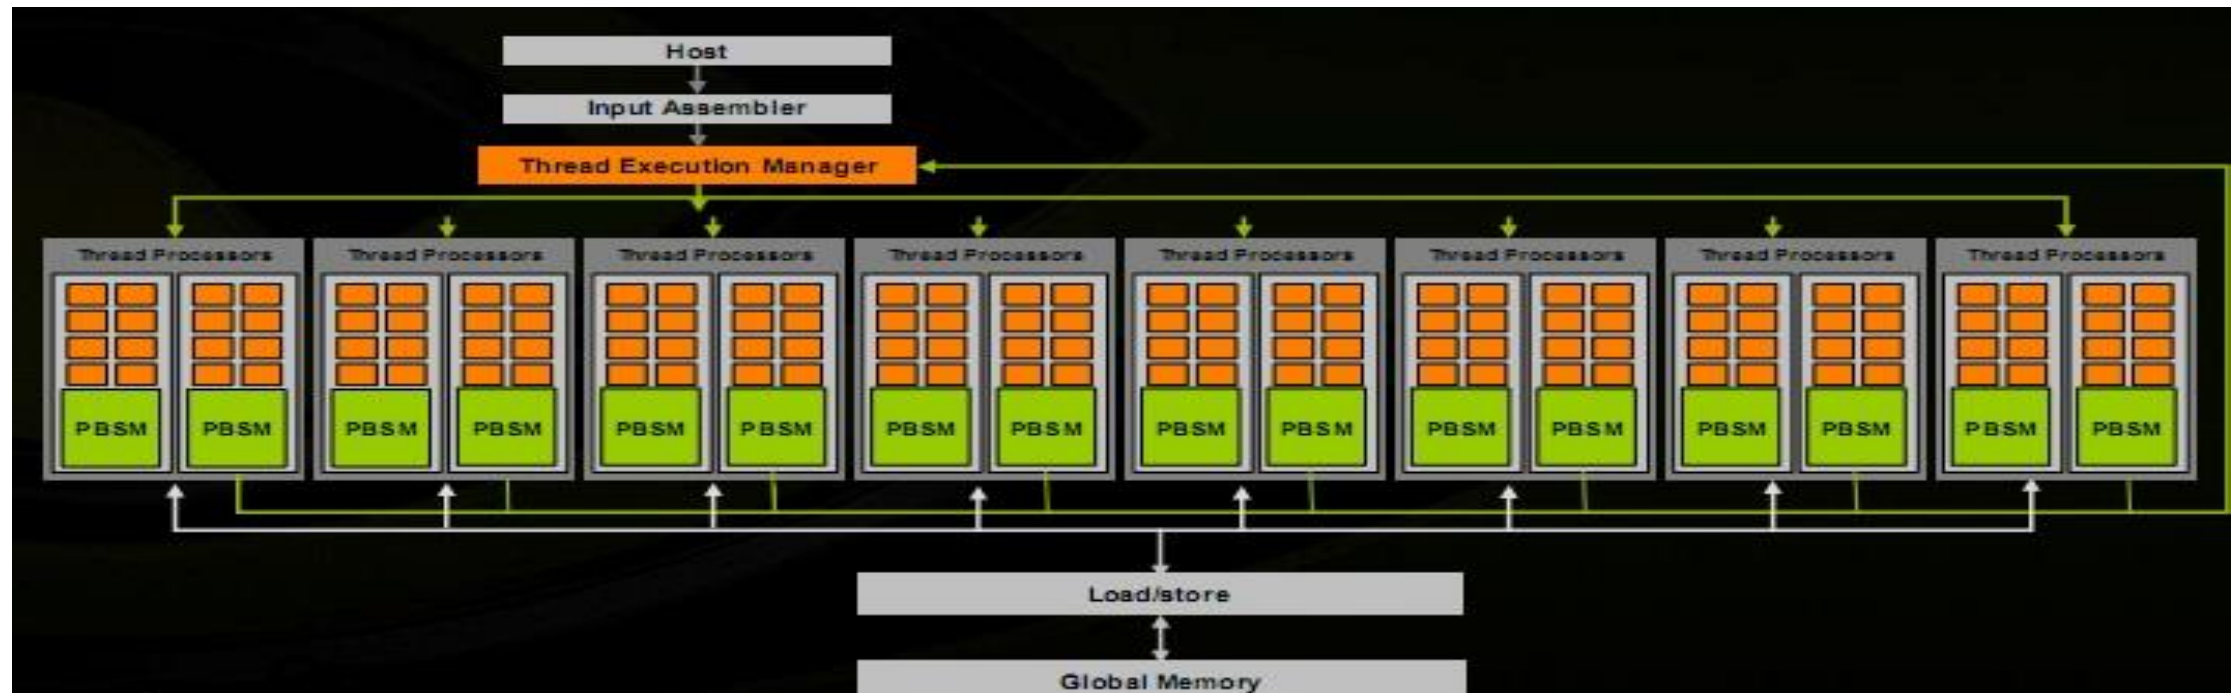 Host
Input Assembler
Thread Execution Manager
Thread Processors Thread Processors Thread Processors Thread Processors Thread Processors Thread Processors Thread Processors Thread Processors
PBSM PBSM PBSM PBSM PBSM PBSM PBSM PBSM PBSM PBSM PBSM PBSM PBSM PBSM PBSM PBSM
Load/store
Global Memory